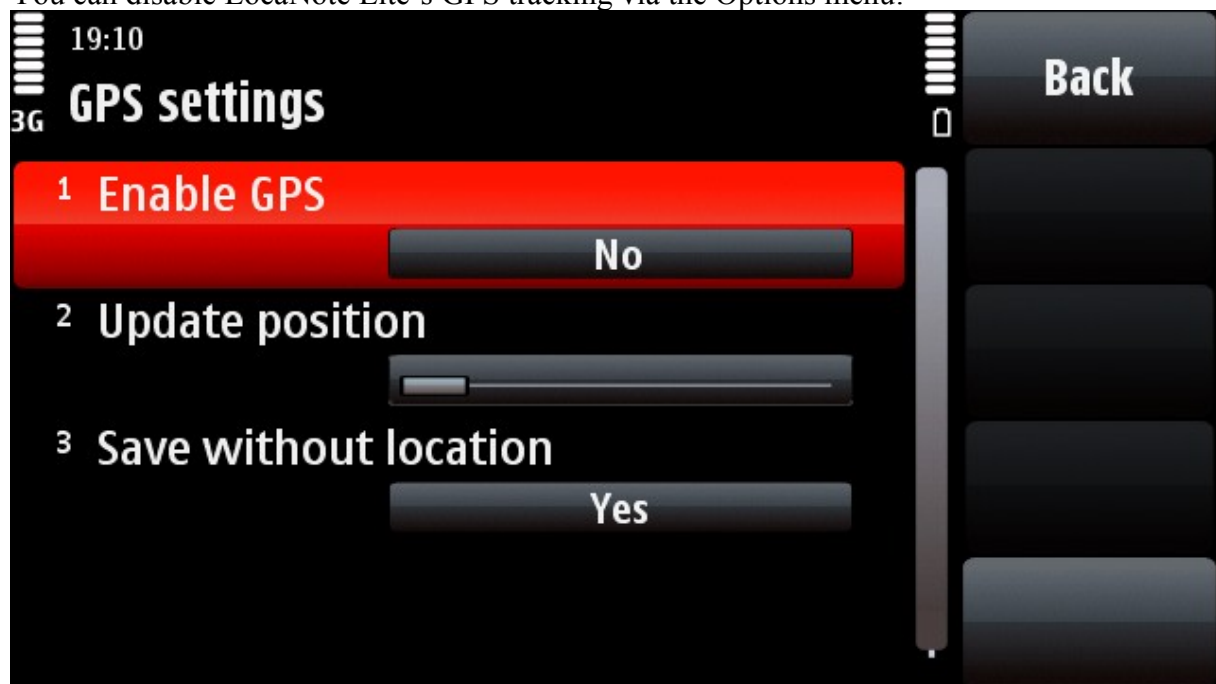 You can disable LocaNote Lite's GPS tracking via the Options menu:
19:10
3G GPS settings
Back
1 Enable GPS
No
2 Update position
3 Save without location
Yes